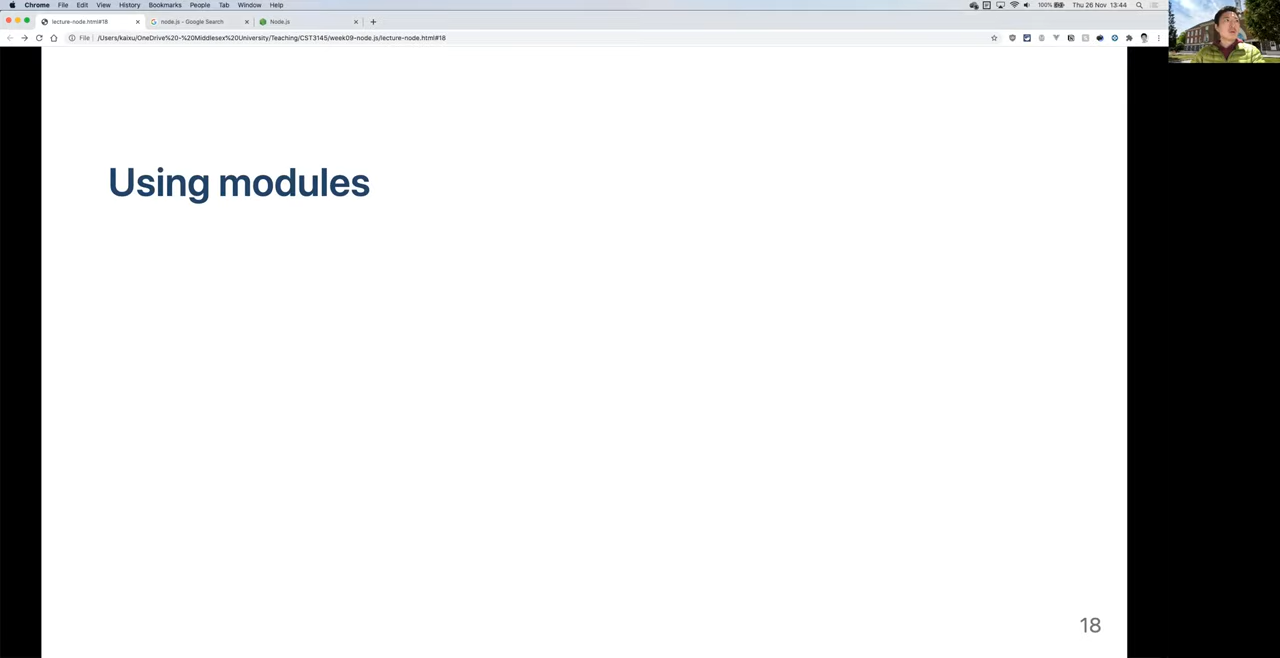 Chrome File Edit View History Bookmarks People Tab Window Help 100% Thu 26 Nov 13:44
lecture-node.html#18 node.js - Google Search Node.js
File /Users/kaixu/OneDrive%20-%20Middlesex%20University/Teaching/CST3145/week09-node.js/lecture-node.html#18
Using modules
18